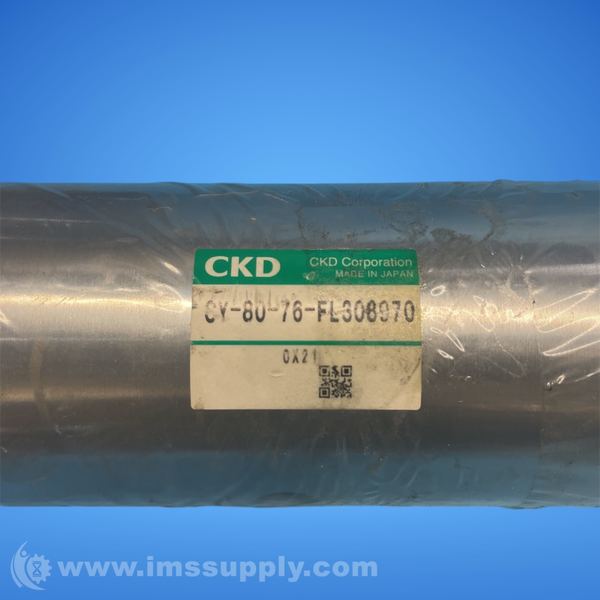 CKD
CKD Corporation
MADE IN JAPAN
CY-80-76-FL308970
0X21
www.imssupply.com